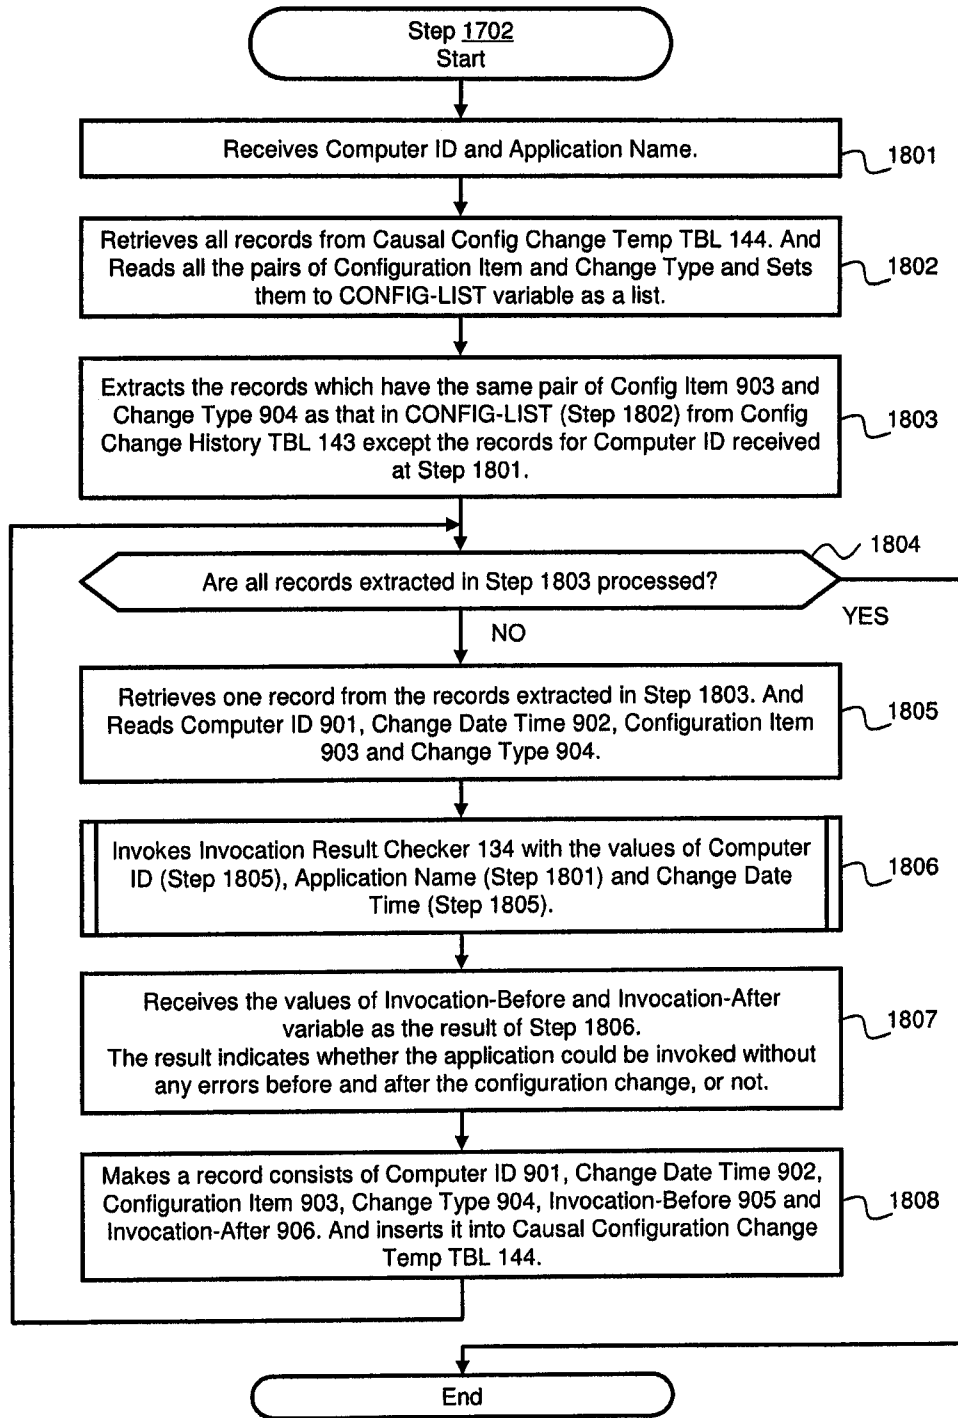 Step 1702
Start
Receives Computer ID and Application Name.
1801
Retrieves all records from Causal Config Change Temp TBL 144. And
Reads all the pairs of Configuration Item and Change Type and Sets
them to CONFIG-LIST variable as a list.
1802
Extracts the records which have the same pair of Config Item 903 and
Change Type 904 as that in CONFIG-LIST (Step 1802) from Config
Change History TBL 143 except the records for Computer ID received
at Step 1801.
1803
Are all records extracted in Step 1803 processed?
1804
YES
NO
Retrieves one record from the records extracted in Step 1803. And
Reads Computer ID 901, Change Date Time 902, Configuration Item
903 and Change Type 904.
1805
Invokes Invocation Result Checker 134 with the values of Computer
ID (Step 1805), Application Name (Step 1801) and Change Date
Time (Step 1805).
1806
Receives the values of Invocation-Before and Invocation-After
variable as the result of Step 1806.
The result indicates whether the application could be invoked without
any errors before and after the configuration change, or not.
1807
Makes a record consists of Computer ID 901, Change Date Time 902,
Configuration Item 903, Change Type 904, Invocation-Before 905 and
Invocation-After 906. And inserts it into Causal Configuration Change
Temp TBL 144.
1808
End